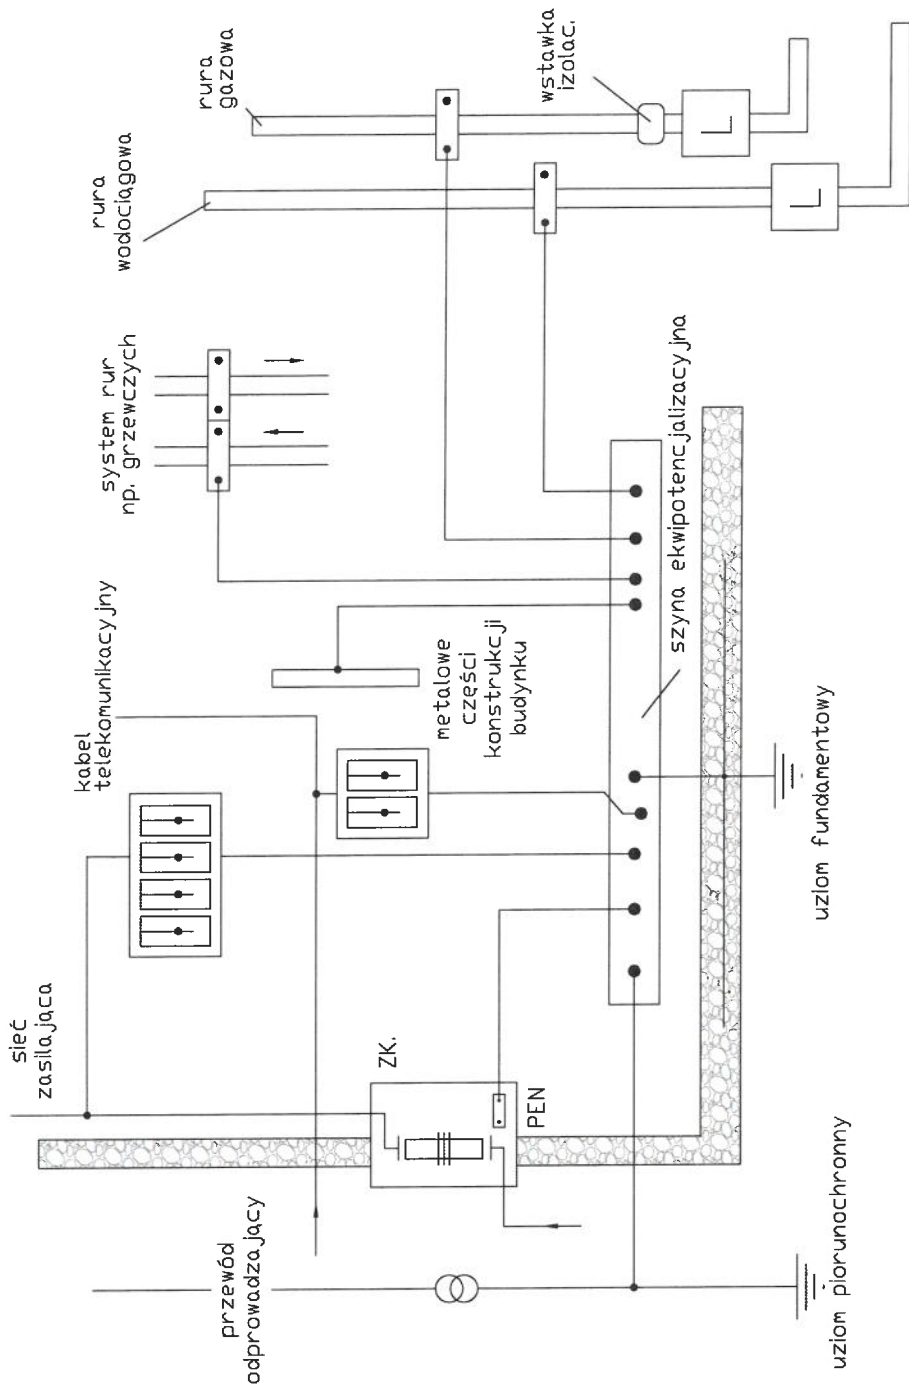 sieć
zasilająca
kabel
telekomunikacyjny
system rur
np. grzewczych
rura
wodociągowa
rura
gazowa
wstawka
izolac.
przewód
odprowadzający
ZK.
PEN
metalowe
części
konstrukcji
budynku
szyna ekwipotencjalizacyjna
L
L
uziom piorunochronny
uziom fundamentowy